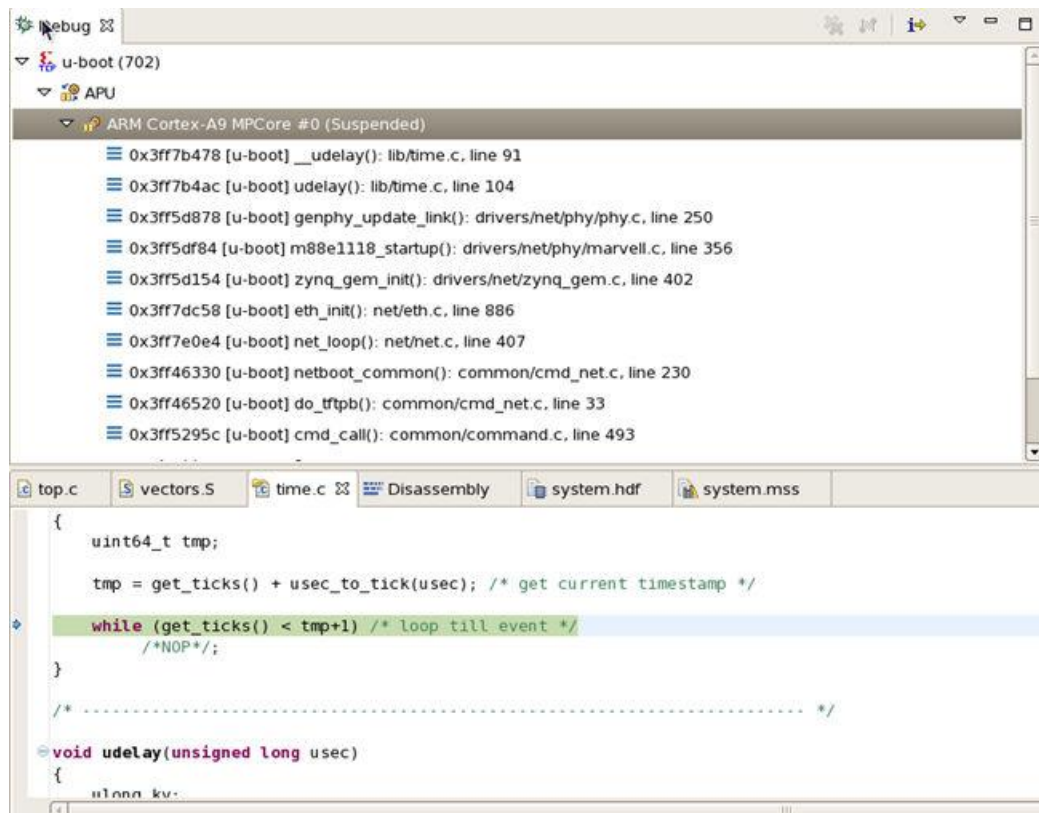 Debug
u-boot (702)
APU
ARM Cortex-A9 MPCore #0 (Suspended)
0x3ff7b478 [u-boot] __udelay(): lib/time.c, line 91
0x3ff7b4ac [u-boot] udelay(): lib/time.c, line 104
0x3ff5d878 [u-boot] genphy_update_link(): drivers/net/phy/phy.c, line 250
0x3ff5df84 [u-boot] m88e1118_startup(): drivers/net/phy/marvell.c, line 356
0x3ff5d154 [u-boot] zynq_gem_init(): drivers/net/zynq_gem.c, line 402
0x3ff7dc58 [u-boot] eth_init(): net/eth.c, line 886
0x3ff7e0e4 [u-boot] net_loop(): net/net.c, line 407
0x3ff46330 [u-boot] netboot_common(): common/cmd_net.c, line 230
0x3ff46520 [u-boot] do_tftpb(): common/cmd_net.c, line 33
0x3ff5295c [u-boot] cmd_call(): common/command.c, line 493
top.c vectors.S time.c Disassembly system.hdf system.mss
{
uint64_t tmp;
tmp = get_ticks() + usec_to_tick(usec); /* get current timestamp */
while (get_ticks() < tmp+1) /* loop till event */
/*NOP*/;
}
/* ------------------------------------------------------------------------- */
void udelay(unsigned long usec)
{
ulong kv;